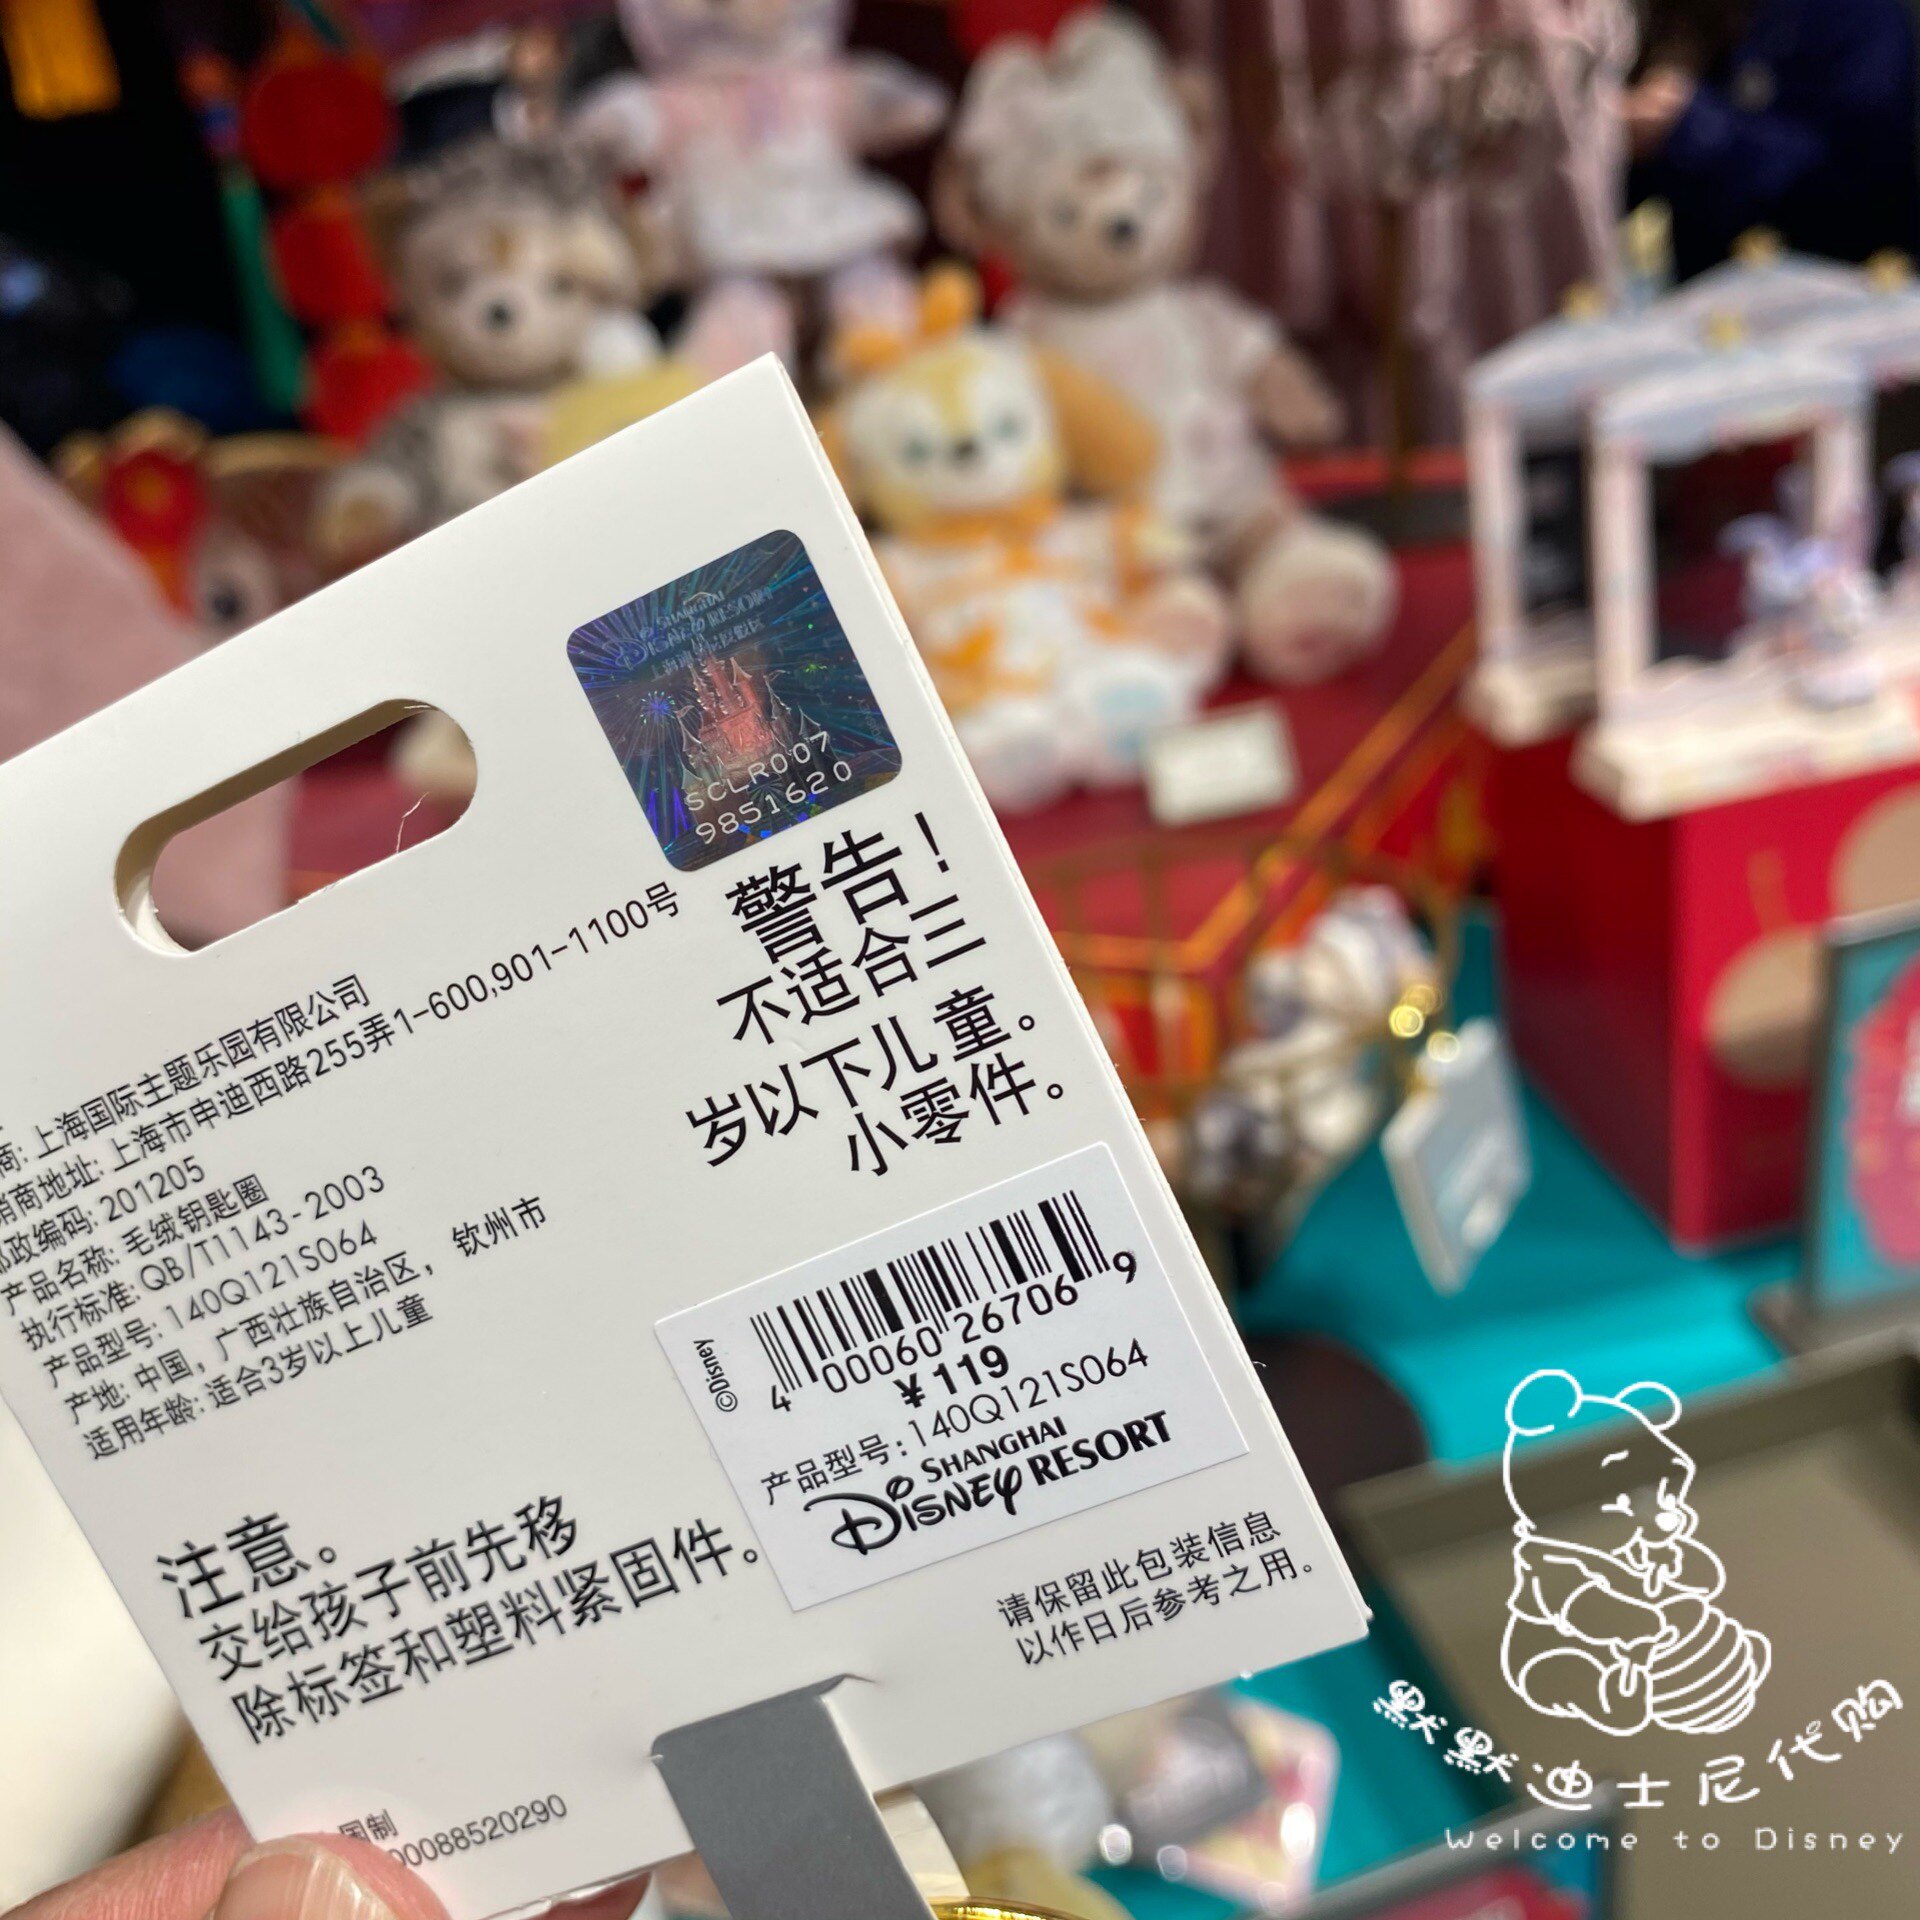 SHANGHAI
DISNEY RESORT
SCL R007
9851620
警告！
不适合三
岁以下儿童。
小零件。
商: 上海国际主题乐园有限公司
销商地址: 上海市申迪西路255弄1-600,901-1100号
邮政编码: 201205
产品名称: 毛绒钥匙圈
执行标准: QB/T1143-2003
产品型号: 140Q121S064
产地: 中国，广西壮族自治区，钦州市
适用年龄: 适合3岁以上儿童
©Disney
4 00060 26706 9
¥119
产品型号: 140Q121S064
SHANGHAI
DISNEY RESORT
注意。
交给孩子前先移
除标签和塑料紧固件。
请保留此包装信息
以作日后参考之用。
国制
00088520290
默默迪士尼代购
Welcome to Disney